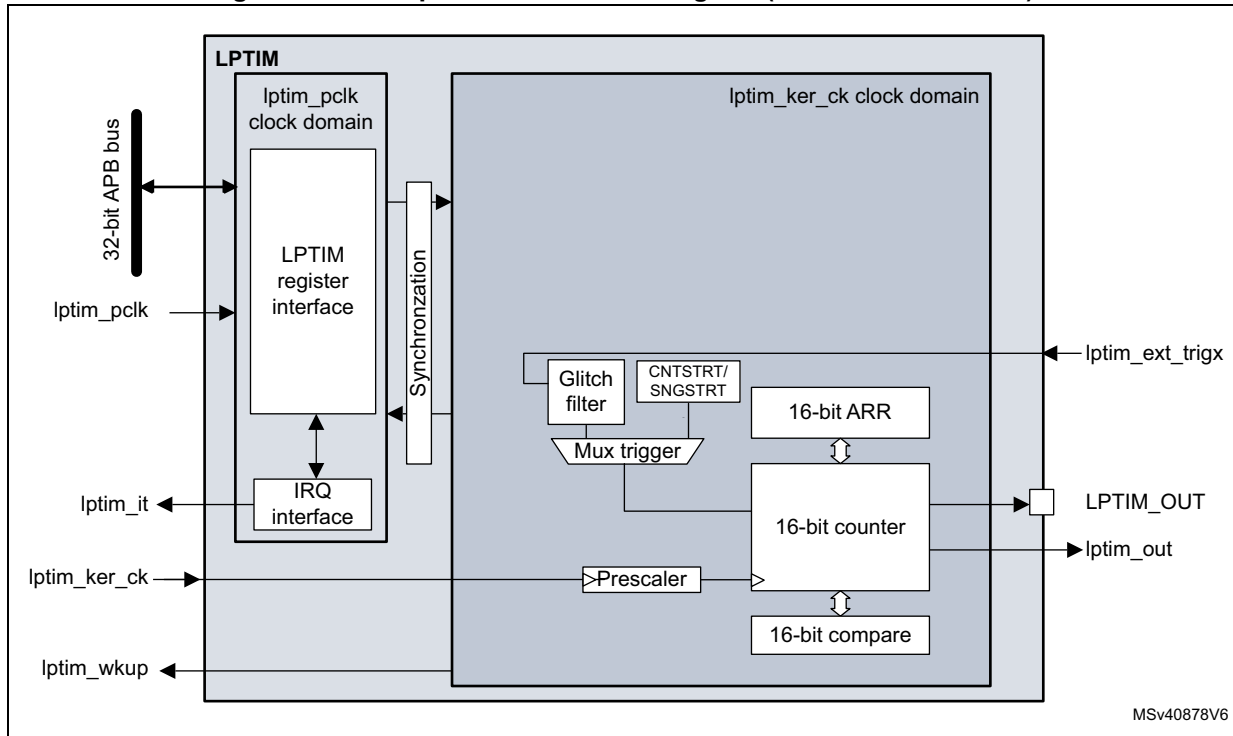 LPTIM
lptim_pclk
clock domain
lptim_ker_ck clock domain
32-bit APB bus
LPTIM
register
interface
Synchronzation
lptim_pclk
lptim_ext_trigx
Glitch
filter
CNTSTRT/
SNGSTRT
16-bit ARR
Mux trigger
IRQ
interface
lptim_it
16-bit counter
LPTIM_OUT
lptim_out
lptim_ker_ck
Prescaler
16-bit compare
lptim_wkup
MSv40878V6